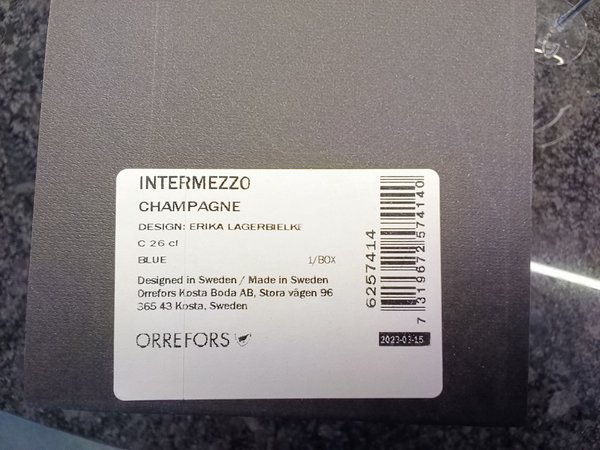 INTERMEZZO
CHAMPAGNE
DESIGN: ERIKA LAGERBIELKE
C 26 cl
BLUE 1/BOX
Designed in Sweden / Made in Sweden
Orrefors Kosta Boda AB, Stora vägen 96
365 43 Kosta, Sweden
ORREFORS
6257414
7 319672 574140
2023-03-15